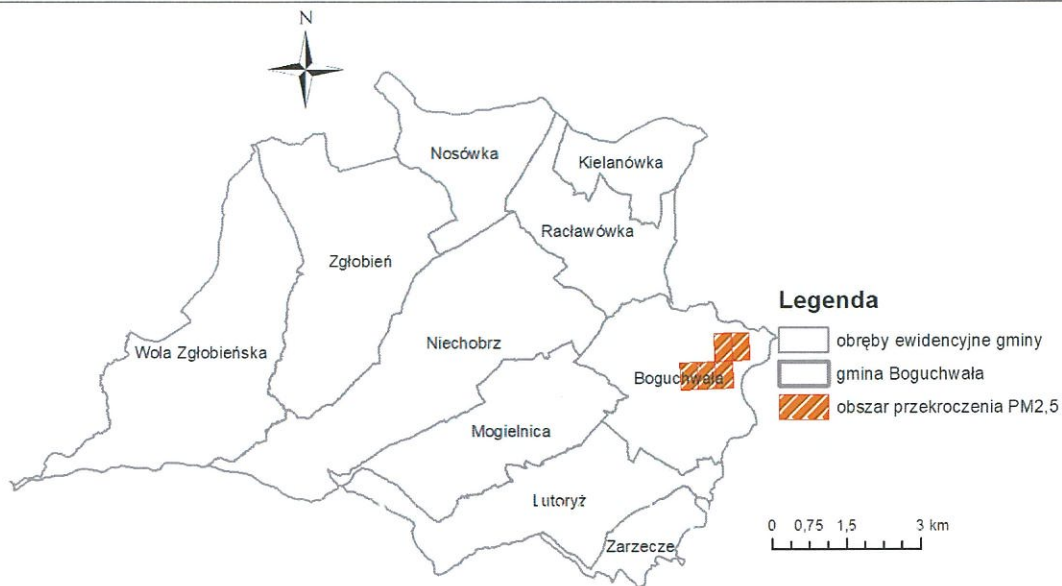 N
Nosówka
Kielanówka
Racławówka
Zgłobień
Niechobrz
Wola Zgłobieńska
Boguchwała
Mogielnica
Lutoryż
Zarzecze
Legenda
obręby ewidencyjne gminy
gmina Boguchwała
obszar przekroczenia PM2,5
0 0,75 1,5 3 km